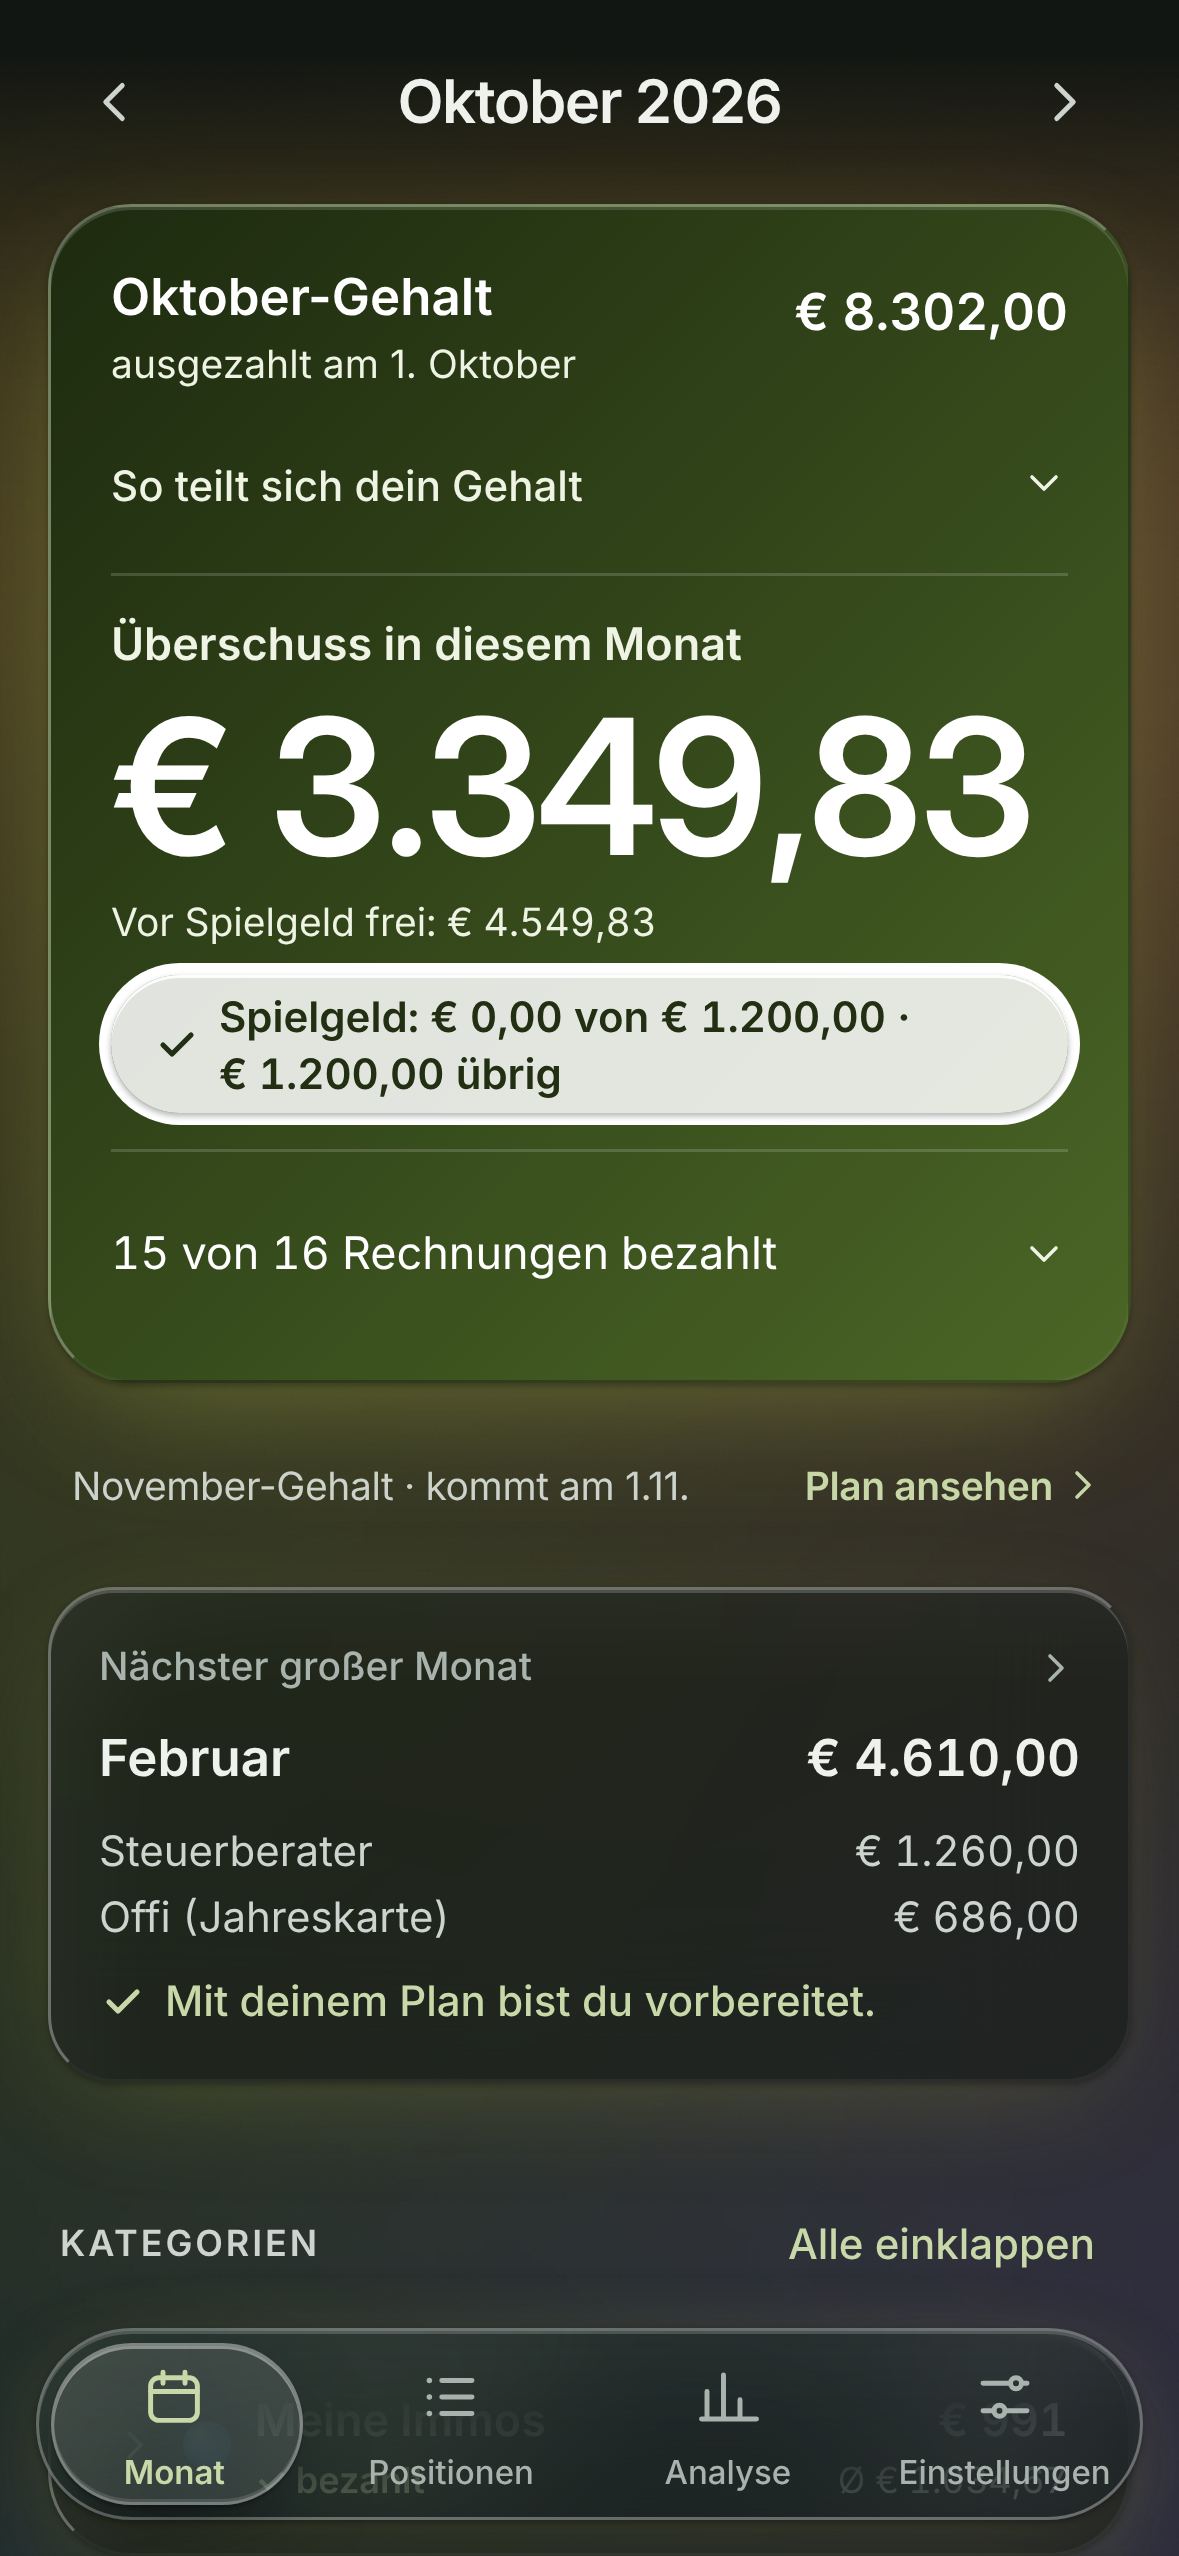 Oktober 2026
Oktober-Gehalt
€ 8.302,00
ausgezahlt am 1. Oktober
So teilt sich dein Gehalt
Überschuss in diesem Monat
€ 3.349,83
Vor Spielgeld frei: € 4.549,83
Spielgeld: € 0,00 von € 1.200,00 ·
€ 1.200,00 übrig
15 von 16 Rechnungen bezahlt
November-Gehalt · kommt am 1.11.
Plan ansehen
Nächster großer Monat
Februar
€ 4.610,00
Steuerberater
€ 1.260,00
Offi (Jahreskarte)
€ 686,00
Mit deinem Plan bist du vorbereitet.
KATEGORIEN
Alle einklappen
Meine Immos
€ 991
bezahlt
Monat
Positionen
Analyse
Einstellungen